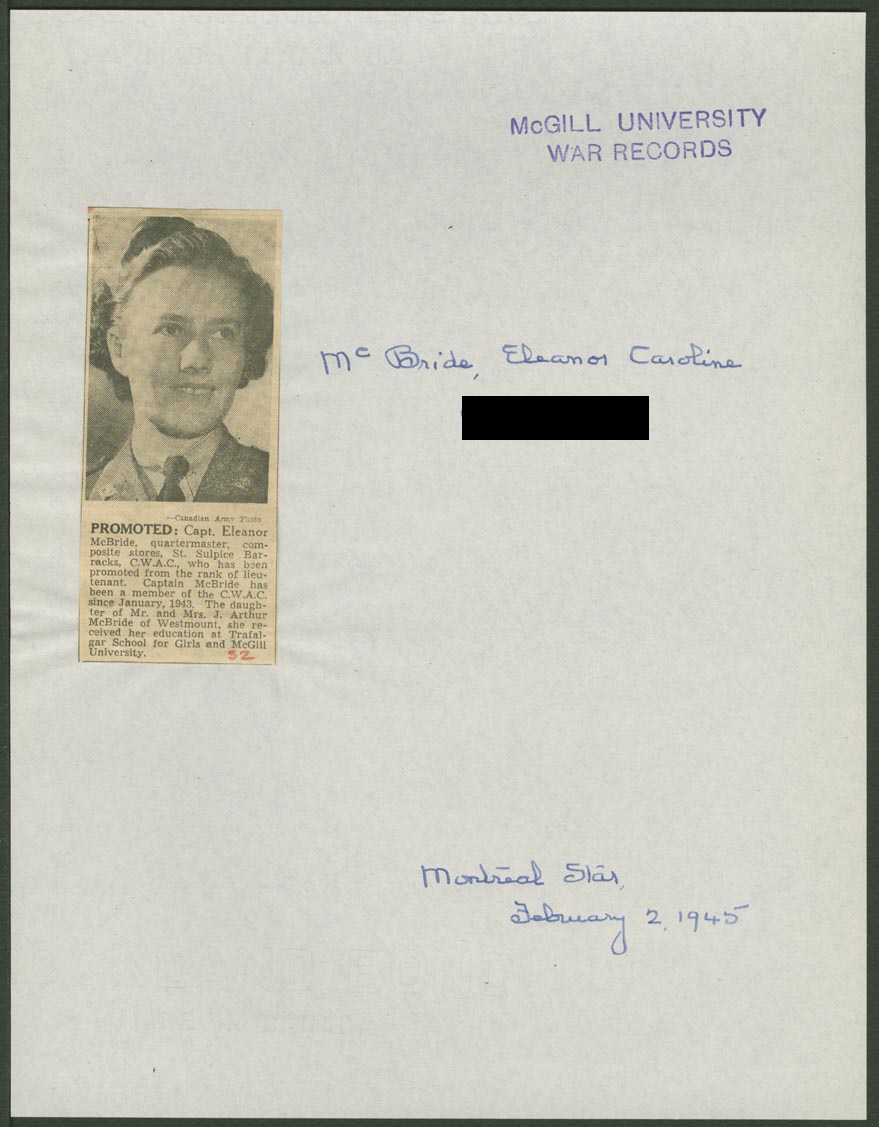 McGILL UNIVERSITY
WAR RECORDS
McBride, Eleanor Caroline
—Canadian Army Photo
PROMOTED: Capt. Eleanor
McBride, quartermaster, com-
posite stores, St. Sulpice Bar-
racks, C.W.A.C., who has been
promoted from the rank of lieu-
tenant. Captain McBride has
been a member of the C.W.A.C.
since January, 1943. The daugh-
ter of Mr. and Mrs. J. Arthur
McBride of Westmount, she re-
ceived her education at Trafal-
gar School for Girls and McGill
University.
52
Montreal Star,
February 2, 1945